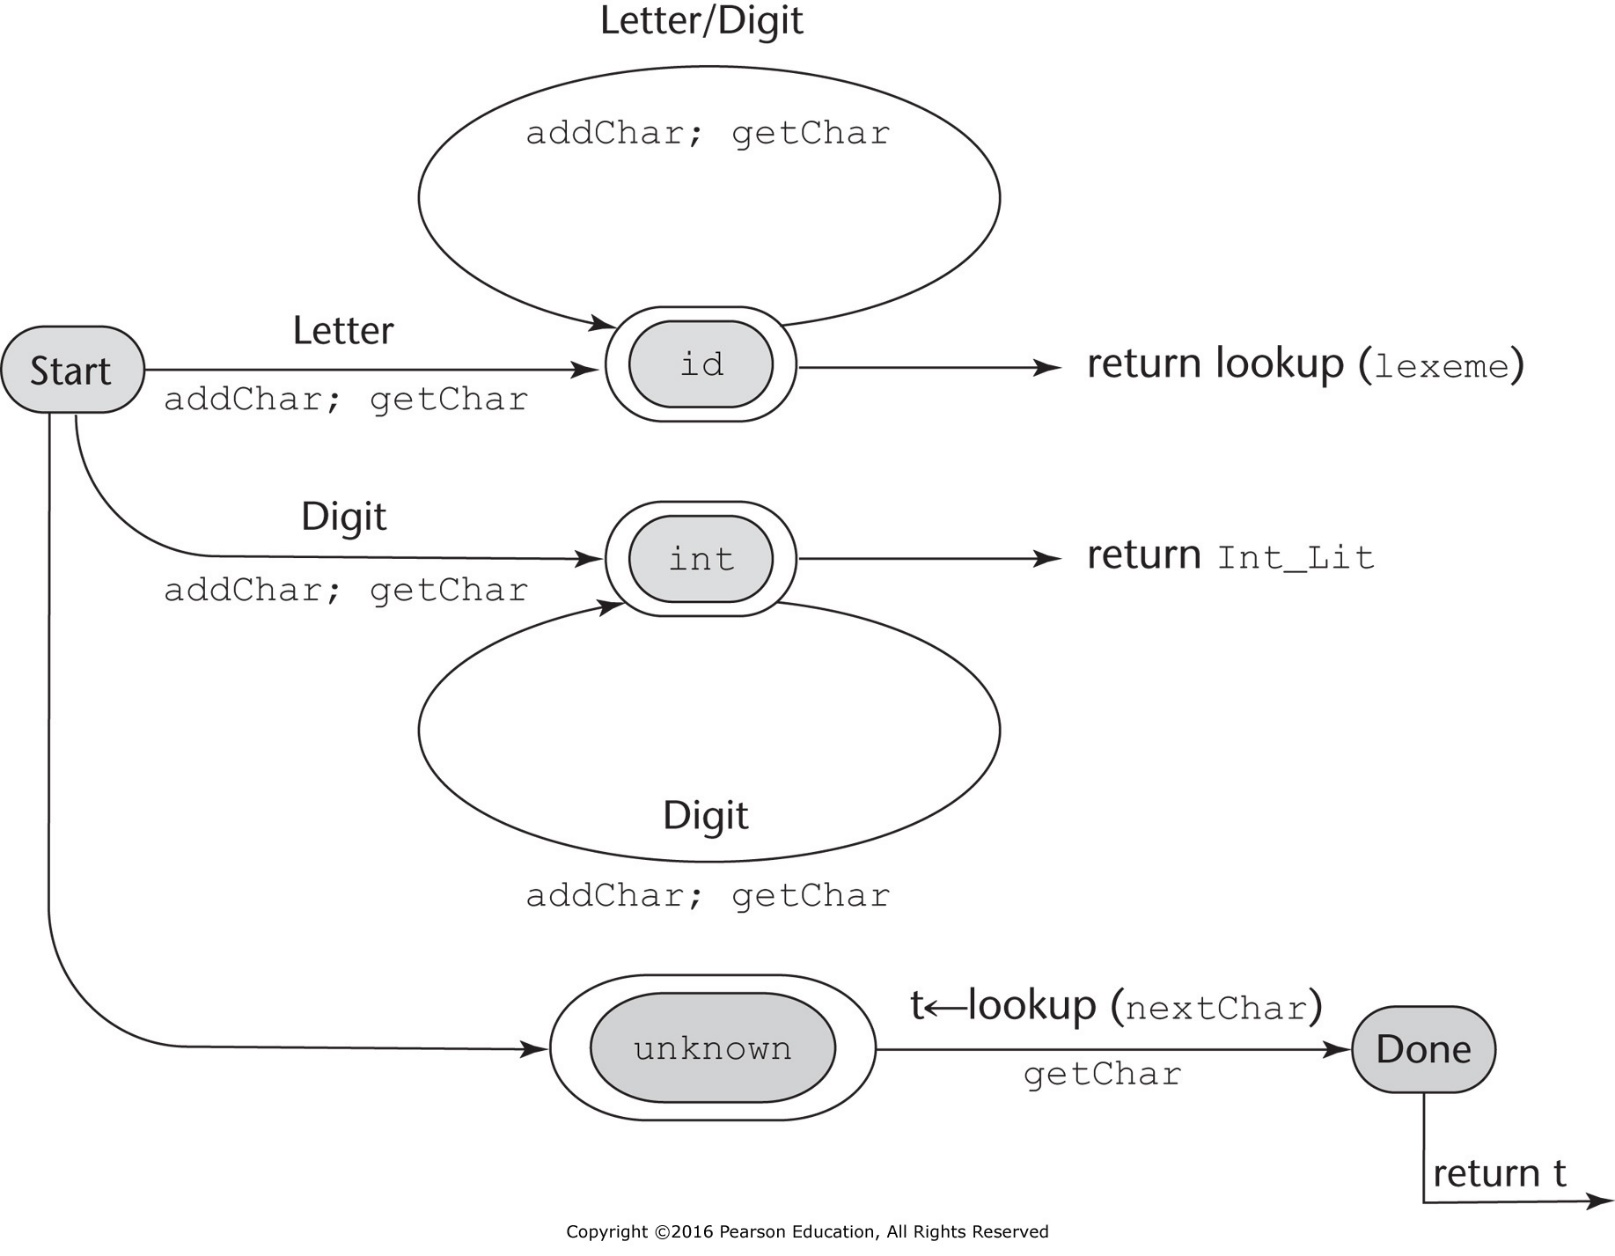 Letter/Digit
addChar; getChar
Letter
Start
id
return lookup (lexeme)
addChar; getChar
Digit
int
return Int_Lit
addChar; getChar
Digit
addChar; getChar
t←lookup (nextChar)
unknown
Done
getChar
return t
Copyright ©2016 Pearson Education, All Rights Reserved